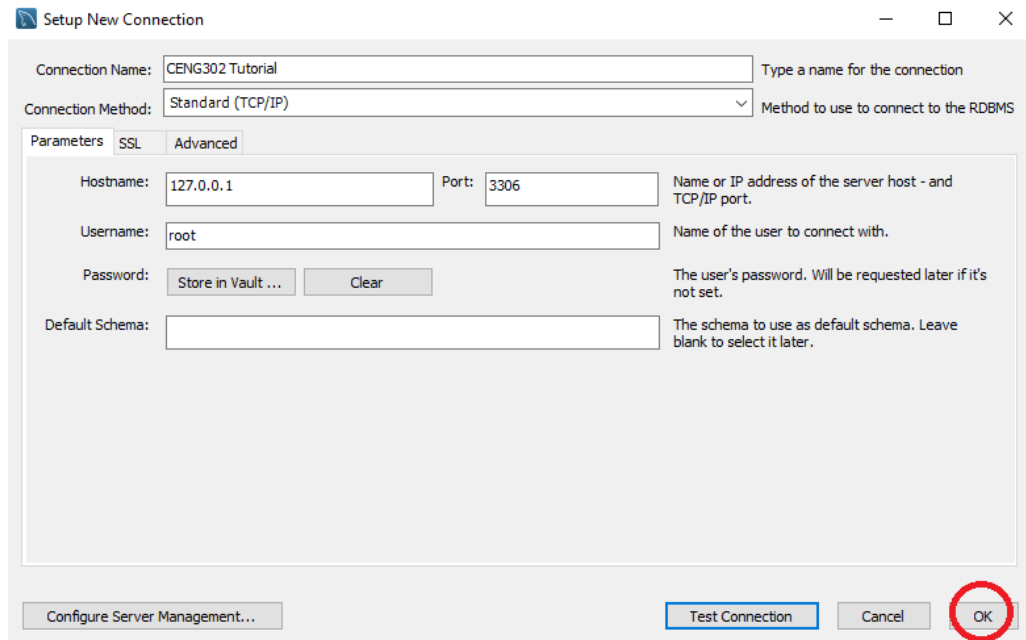 Setup New Connection
Connection Name: CENG302 Tutorial Type a name for the connection
Connection Method: Standard (TCP/IP) Method to use to connect to the RDBMS
Parameters SSL Advanced
Hostname: 127.0.0.1 Port: 3306 Name or IP address of the server host - and
TCP/IP port.
Username: root Name of the user to connect with.
Password: Store in Vault ... Clear The user's password. Will be requested later if it's
not set.
Default Schema: The schema to use as default schema. Leave
blank to select it later.
Configure Server Management... Test Connection Cancel OK